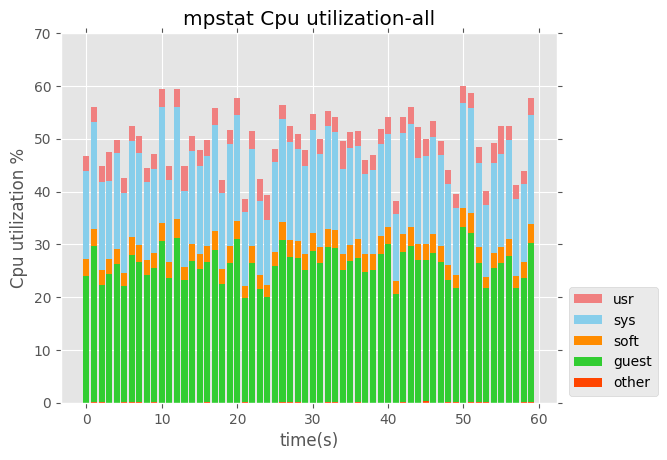 mpstat Cpu utilization-all
70
60
50
40
30
20
10
0
Cpu utilization %
0 10 20 30 40 50 60
time(s)
usr
sys
soft
guest
other